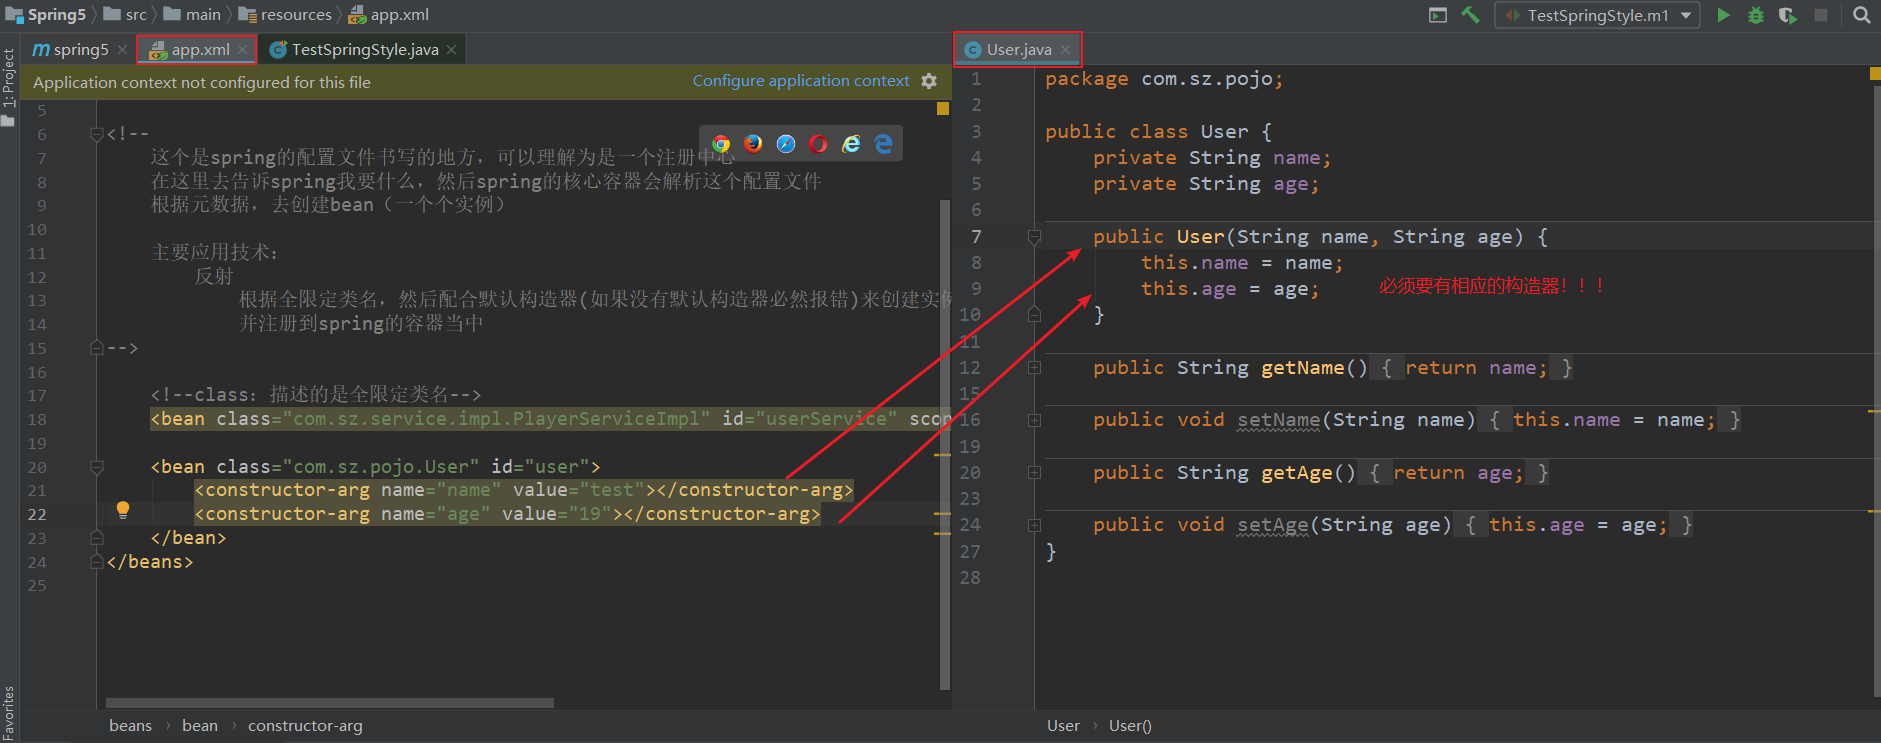 Spring5 src main resources app.xml
TestSpringStyle.m1
spring5 app.xml TestSpringStyle.java
User.java
1: Project
Application context not configured for this file Configure application context
5
6 <!--
7 这个是spring的配置文件书写的地方，可以理解为是一个注册中心
8 在这里去告诉spring我要什么，然后spring的核心容器会解析这个配置文件
9 根据元数据，去创建bean（一个个实例）
10
11 主要应用技术：
12 反射
13 根据全限定类名，然后配合默认构造器(如果没有默认构造器必然报错)来创建实例
14 并注册到spring的容器当中
15 -->
16
17 <!--class：描述的是全限定类名-->
18 <bean class="com.sz.service.impl.PlayerServiceImpl" id="userService" scop
19
20 <bean class="com.sz.pojo.User" id="user">
21 <constructor-arg name="name" value="test"></constructor-arg>
22 <constructor-arg name="age" value="19"></constructor-arg>
23 </bean>
24 </beans>
25
beans bean constructor-arg
Favorites
1 package com.sz.pojo;
2
3 public class User {
4 private String name;
5 private String age;
6
7 public User(String name, String age) {
8 this.name = name;
9 this.age = age;
必须要有相应的构造器！！！
10 }
11
12 public String getName() { return name; }
15
16 public void setName(String name) { this.name = name; }
19
20 public String getAge() { return age; }
23
24 public void setAge(String age) { this.age = age; }
27 }
28
User User()